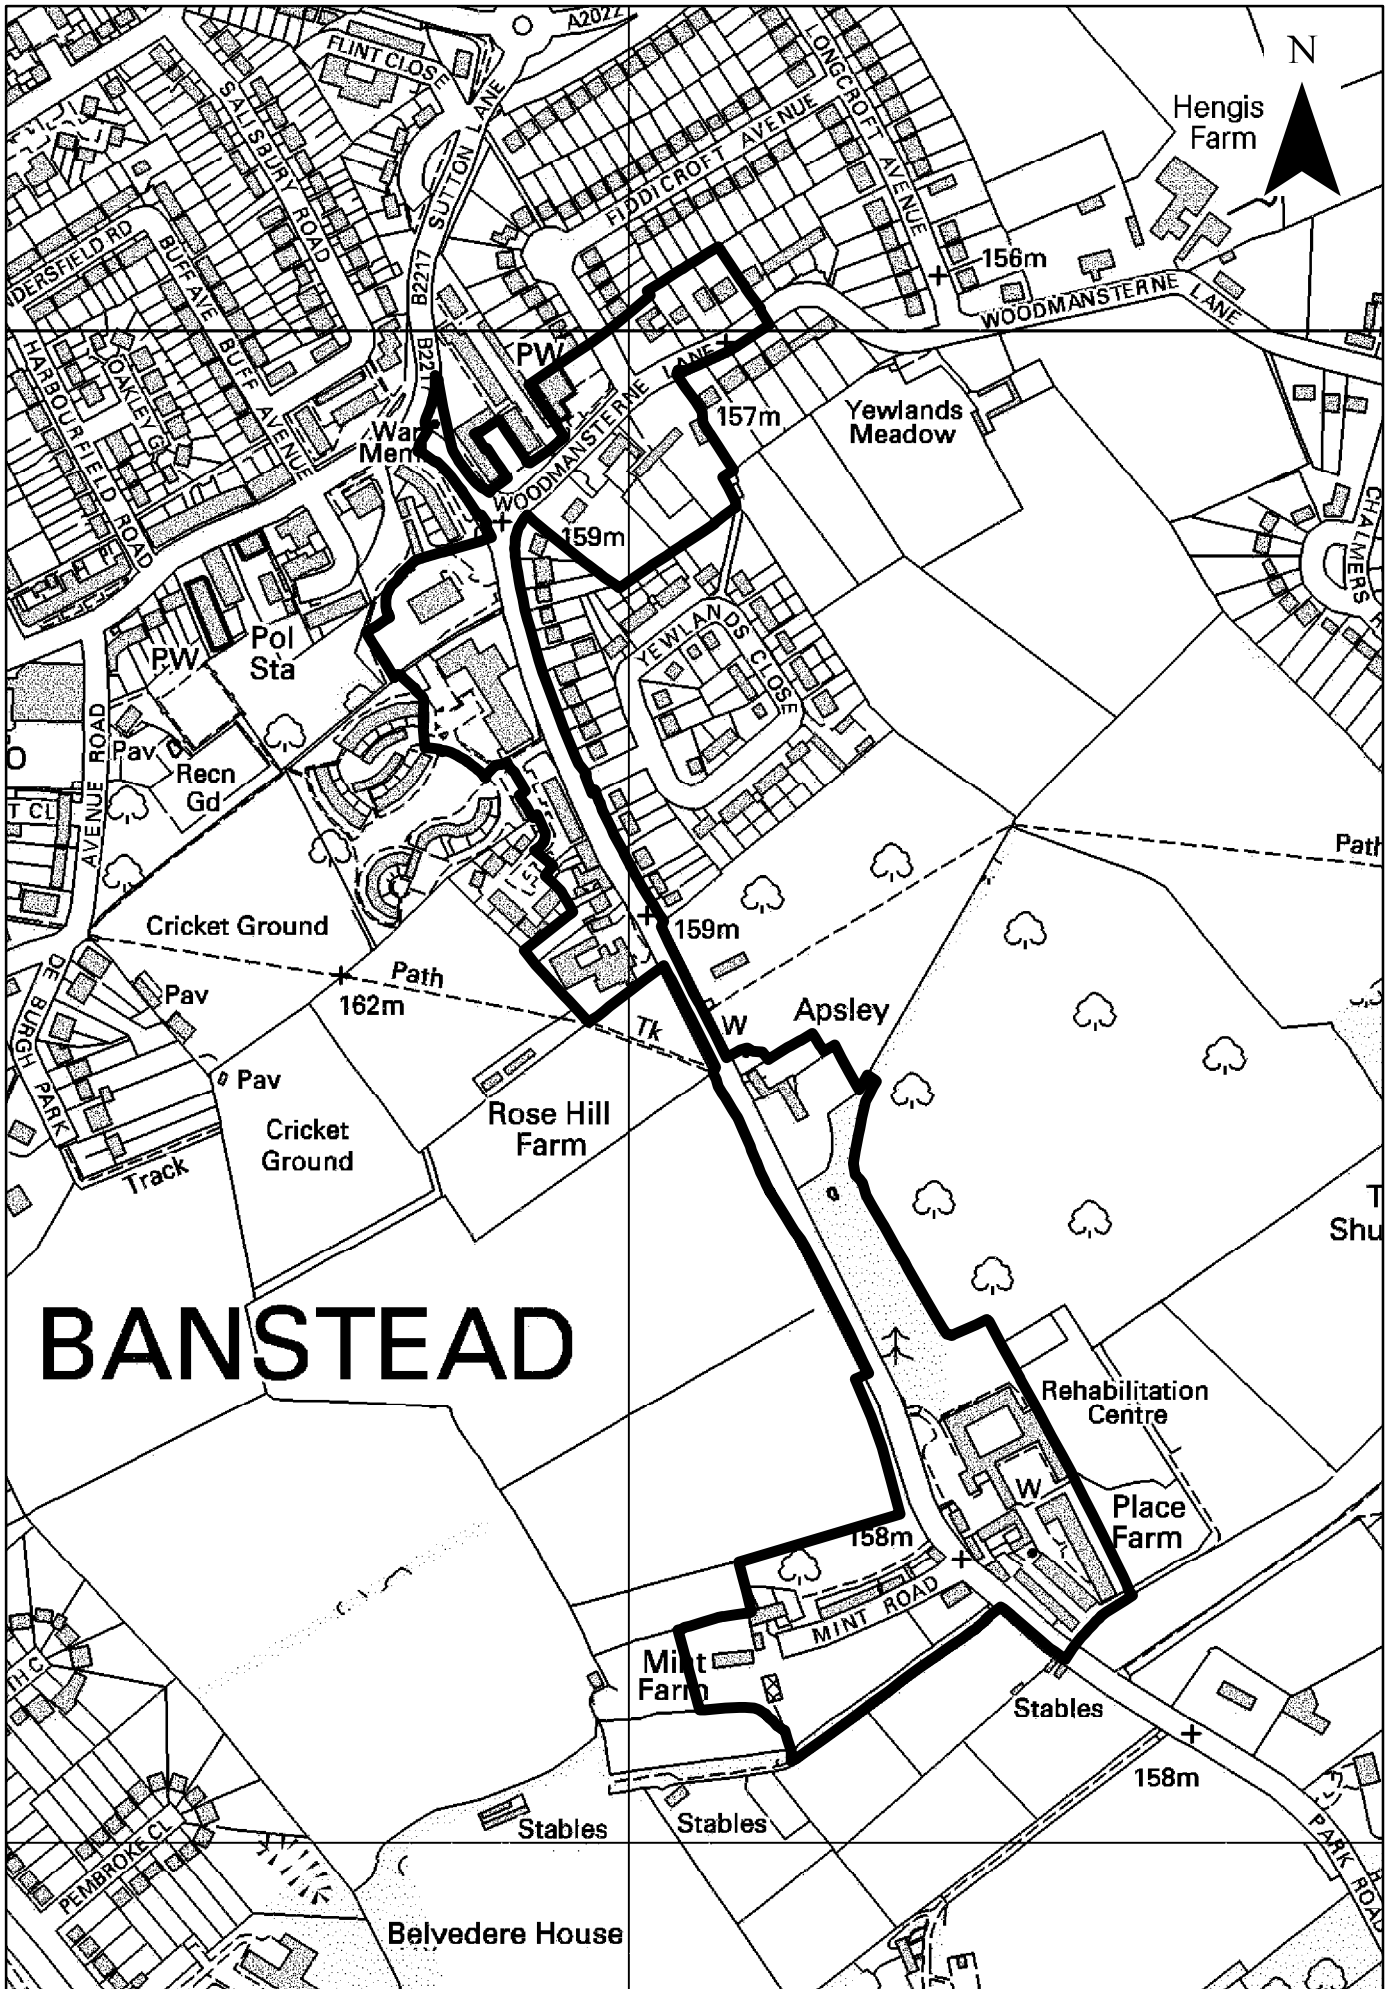 A2022
FLINT CLOSE
SALISBURY ROAD
SUTTON LANE
B2217
LONGCROFT AVENUE
FIDDICROFT AVENUE
N
Hengis
Farm
156m
WOODMANSTERNE LANE
DERSFIELD RD
BUFF AVE
BUFF AVENUE
HARBOURFIELD ROAD
OAKLEY G
B2217
PW
War
Mem
WOODMANSTERNE LANE
157m
Yewlands
Meadow
CHALMERS
159m
Pol
Sta
PW
YEWLANDS CLOSE
AVENUE ROAD
Pav
Recn
Gd
O
T CL
Path
Cricket Ground
159m
Path
162m
DE BURGH PARK
Pav
Tk
W
Apsley
Pav
Rose Hill
Farm
Cricket
Ground
Track
T
Shu
BANSTEAD
Rehabilitation
Centre
W
Place
Farm
158m
MINT ROAD
Mint
Farm
TH C
Stables
158m
PEMBROKE CL
Stables
Stables
PARK ROAD
Belvedere House